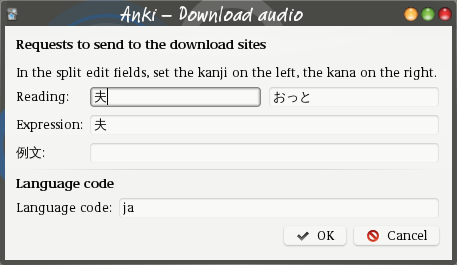 Anki – Download audio
Requests to send to the download sites
In the split edit fields, set the kanji on the left, the kana on the right.
Reading: 夫 おっと
Expression: 夫
例文:
Language code
Language code: ja
OK Cancel